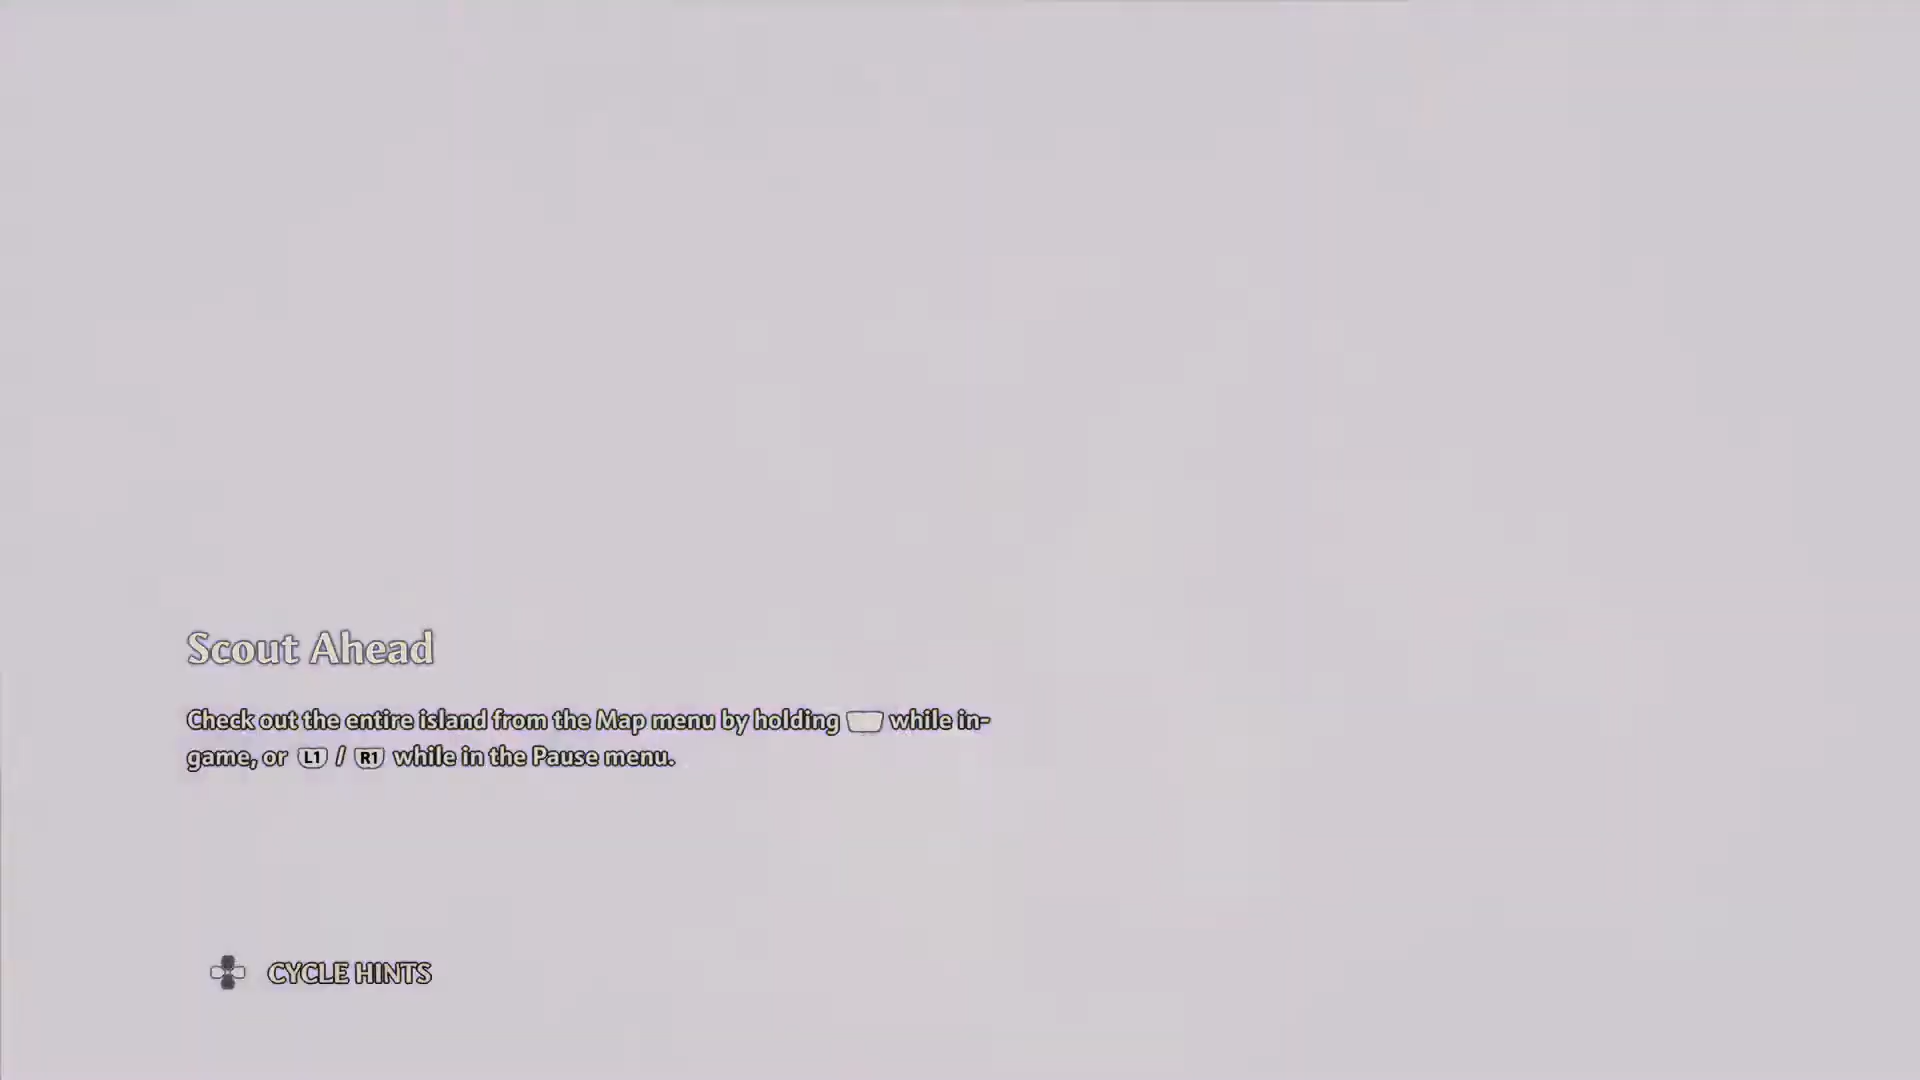 Scout Ahead
Check out the entire island from the Map menu by holding while in-
game, or L1 / R1 while in the Pause menu.
CYCLE HINTS